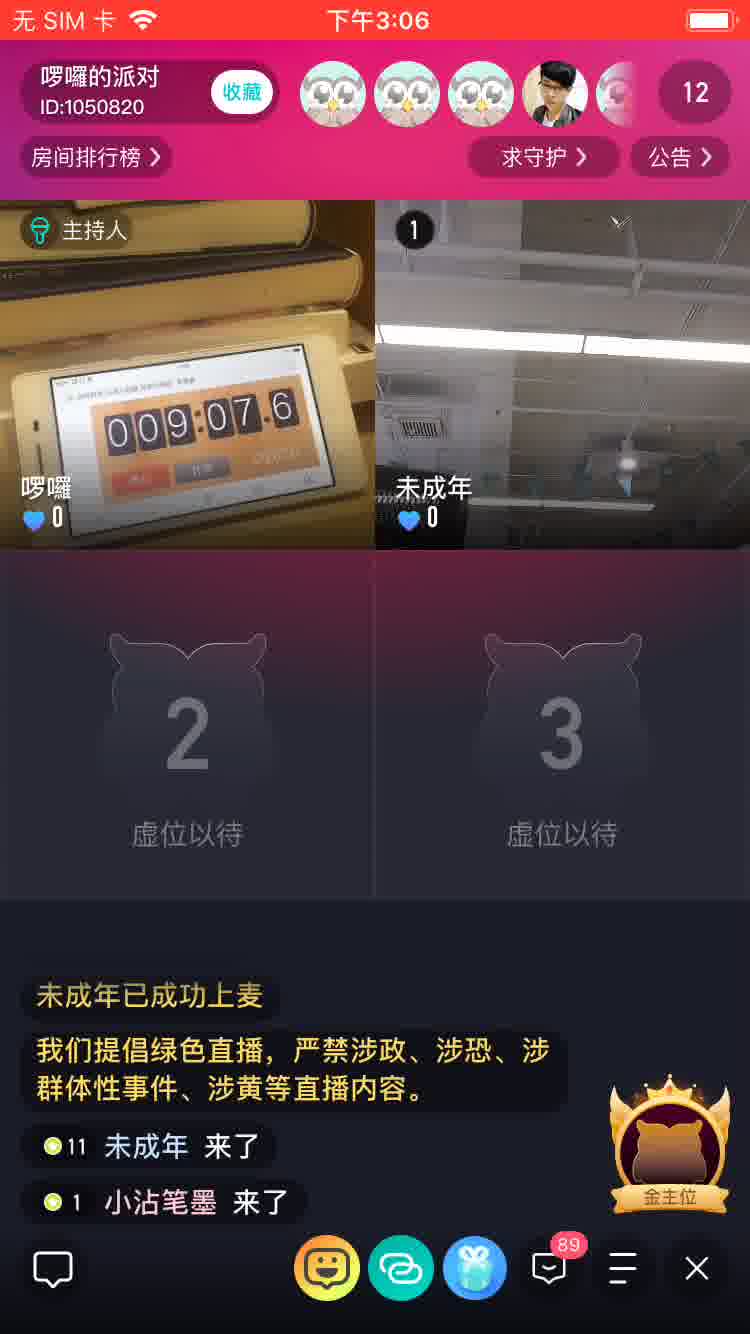 无 SIM 卡
下午3:06
啰囉的派对
ID:1050820
收藏
12
房间排行榜
求守护
公告
主持人
1
009:07.6
啰囉
0
未成年
0
2
虚位以待
3
虚位以待
未成年已成功上麦
我们提倡绿色直播，严禁涉政、涉恐、涉
群体性事件、涉黄等直播内容。
11 未成年 来了
1 小沾笔墨 来了
金主位
89